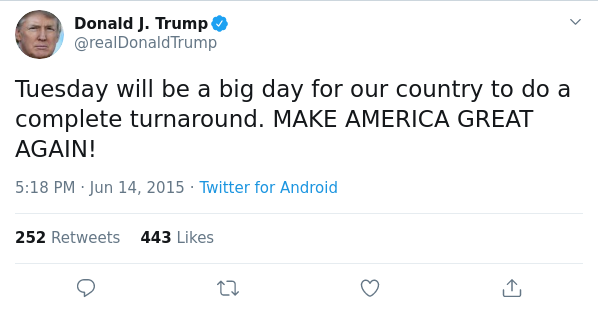 Donald J. Trump
@realDonaldTrump
Tuesday will be a big day for our country to do a
complete turnaround. MAKE AMERICA GREAT
AGAIN!
5:18 PM · Jun 14, 2015 · Twitter for Android
252 Retweets 443 Likes